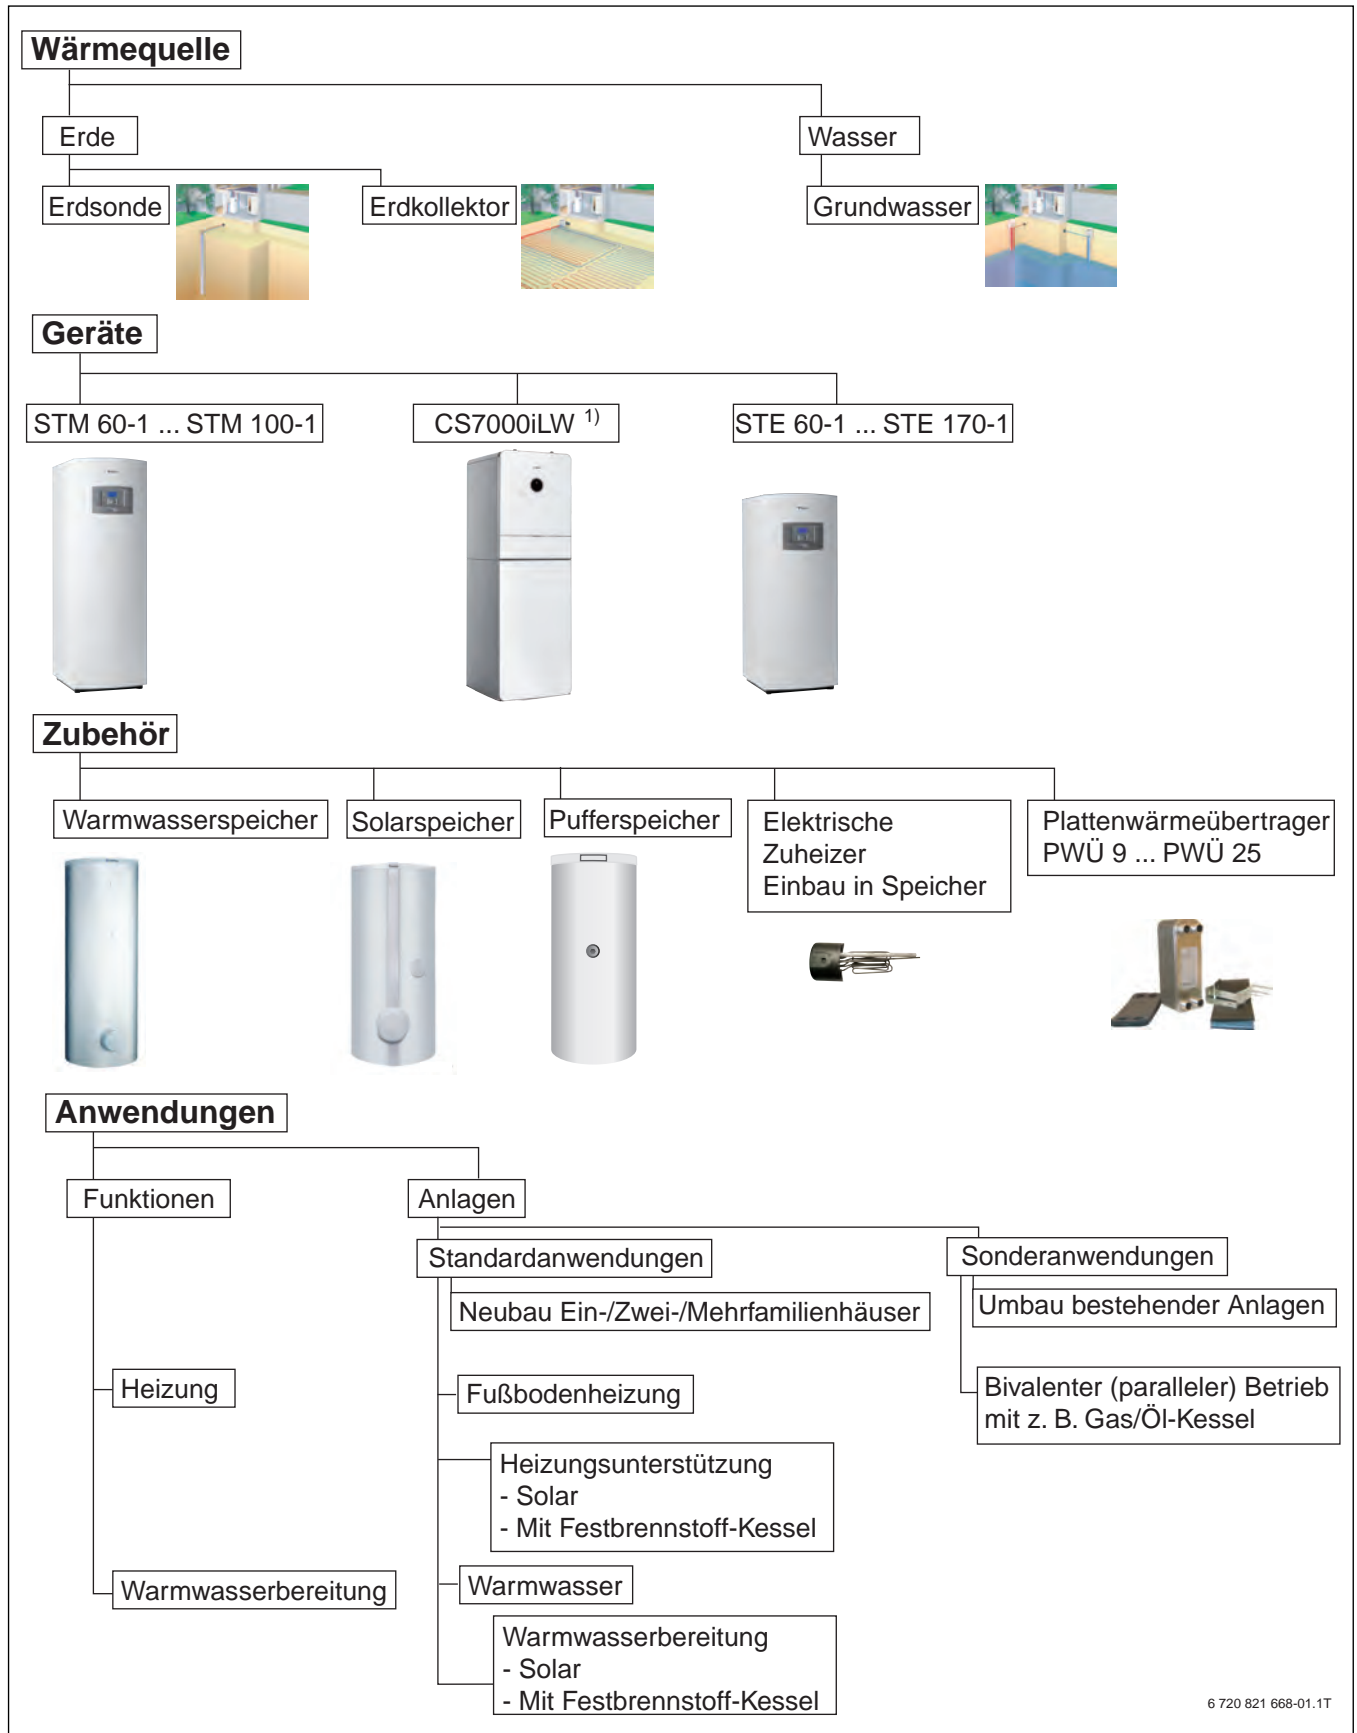 Wärmequelle
Erde
Wasser
Erdsonde
Erdkollektor
Grundwasser
Geräte
STM 60-1 ... STM 100-1
CS7000iLW 1)
STE 60-1 ... STE 170-1
Zubehör
Warmwasserspeicher
Solarspeicher
Pufferspeicher
Elektrische
Zuheizer
Einbau in Speicher
Plattenwärmeübertrager
PWÜ 9 ... PWÜ 25
Anwendungen
Funktionen
Anlagen
Standardanwendungen
Sonderanwendungen
Neubau Ein-/Zwei-/Mehrfamilienhäuser
Umbau bestehender Anlagen
Heizung
Fußbodenheizung
Bivalenter (paralleler) Betrieb
mit z. B. Gas/Öl-Kessel
Heizungsunterstützung
- Solar
- Mit Festbrennstoff-Kessel
Warmwasserbereitung
Warmwasser
Warmwasserbereitung
- Solar
- Mit Festbrennstoff-Kessel
6 720 821 668-01.1T